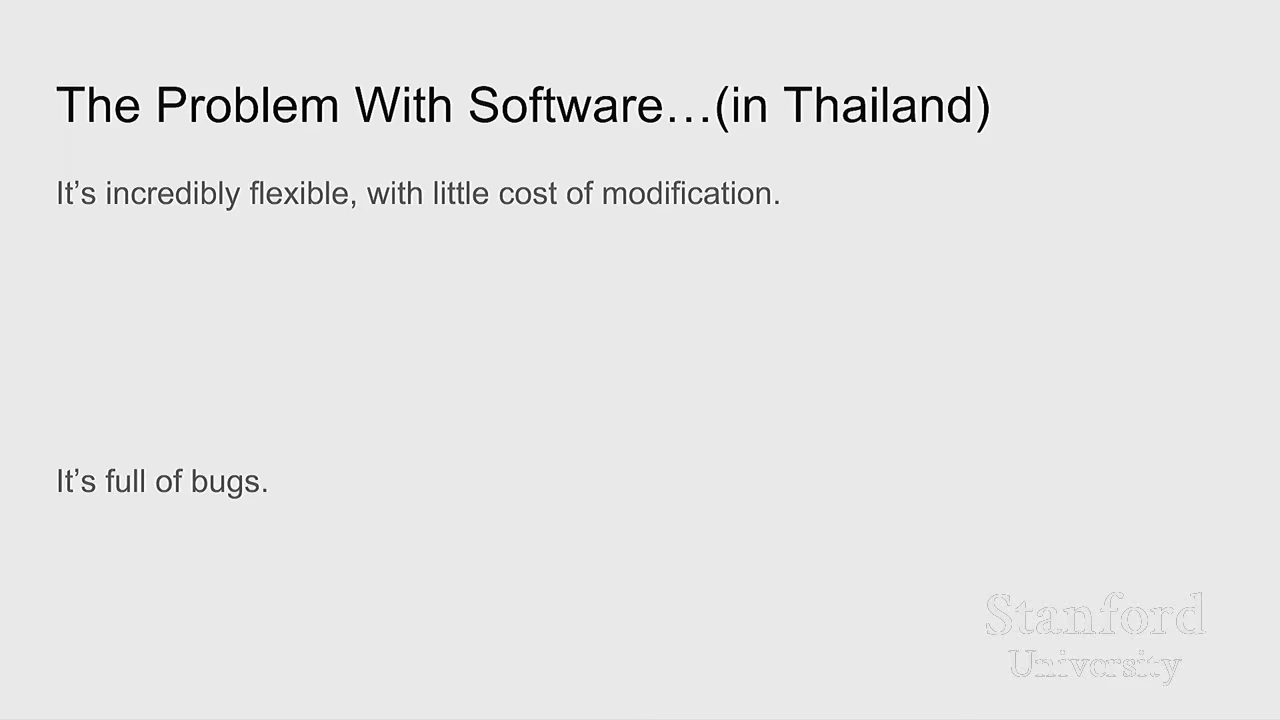 The Problem With Software…(in Thailand)
It’s incredibly flexible, with little cost of modification.
It’s full of bugs.
Stanford
University